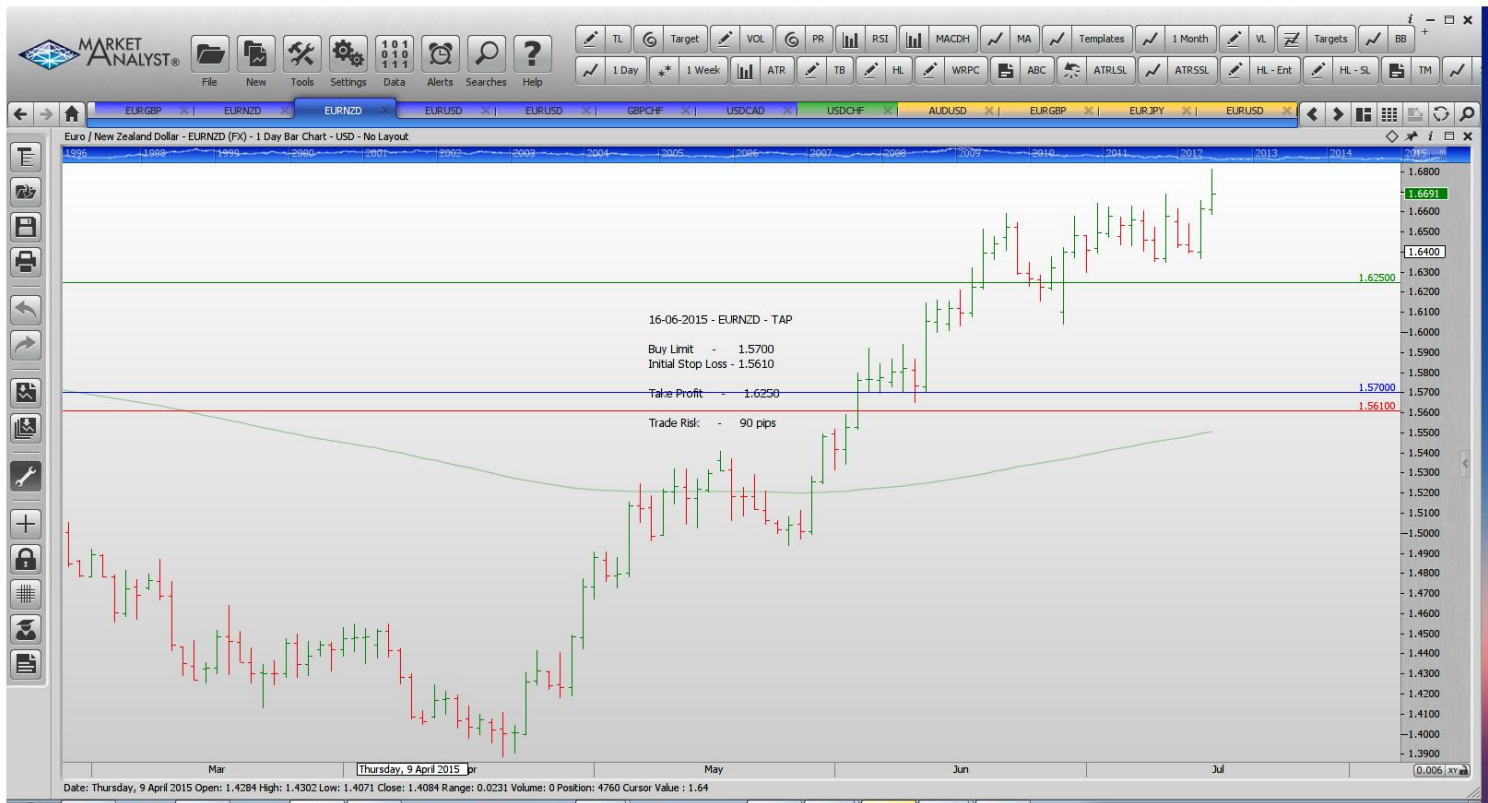 i
MARKET ANALYST®
File New Tools Settings Data Alerts Searches Help
101
010
111
TL Target VOL PR RSI MACDH MA Templates 1 Month VL Targets BB
1 Day 1 Week ATR TB HL WRPC ABC ATRLSL ATRSSL HL - Ent HL - SL TM
EURGBP EURNZD EURNZD EURUSD EURUSD GBPCHF USDCAD USDCHF AUDUSD EURGBP EURJPY EURUSD
Euro / New Zealand Dollar - EURNZD (FX) - 1 Day Bar Chart - USD - No Layout
1996 1998 1999 2000 2001 2002 2003 2004 2005 2006 2007 2008 2009 2010 2011 2012 2013 2014 2015
1.6800
1.6691
1.6600
1.6500
1.6400
1.6300
1.62500
1.6200
16-06-2015 - EURNZD - TAP
1.6100
1.6000
Buy Limit - 1.5700
1.5900
Initial Stop Loss - 1.5610
1.5800
1.57000
1.5700
Take Profit - 1.6250
1.56100
1.5600
Trade Risk - 90 pips
1.5500
1.5400
1.5300
1.5200
1.5100
1.5000
1.4900
1.4800
1.4700
1.4600
1.4500
1.4400
1.4300
1.4200
1.4100
1.4000
1.3900
Mar Thursday, 9 April 2015 pr May Jun Jul 0.006 XY
Date: Thursday, 9 April 2015 Open: 1.4284 High: 1.4302 Low: 1.4071 Close: 1.4084 Range: 0.0231 Volume: 0 Position: 4760 Cursor Value : 1.64